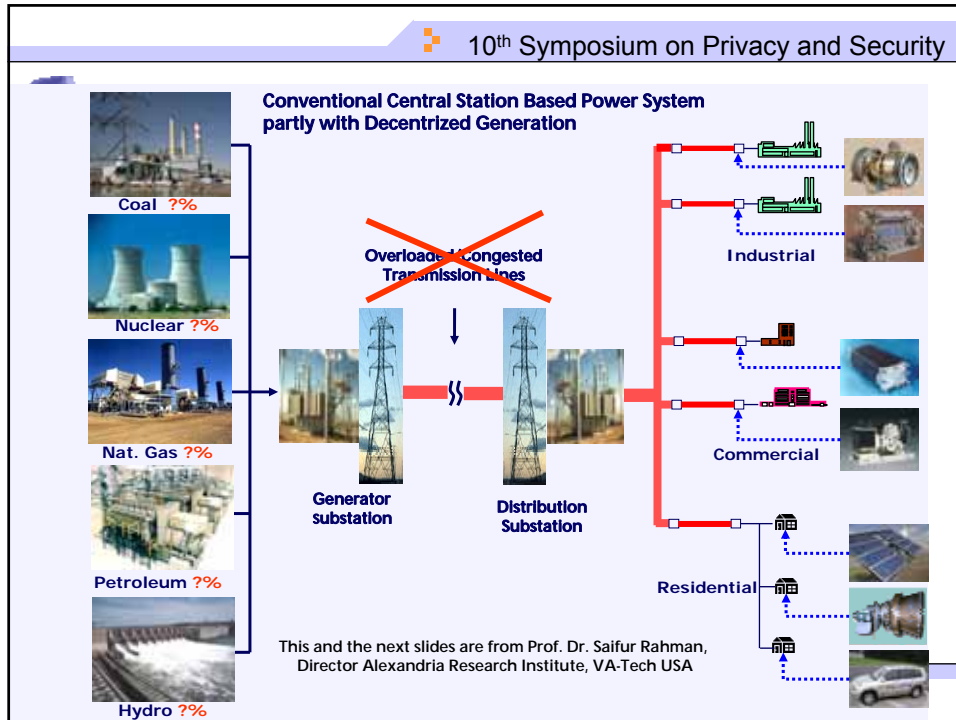 10th Symposium on Privacy and Security
Conventional Central Station Based Power System
partly with Decentrized Generation
Coal ?%
Nuclear ?%
Nat. Gas ?%
Petroleum ?%
Hydro ?%
Overloaded/Congested
Transmission Lines
Generator
substation
Distribution
Substation
Industrial
Commercial
Residential
This and the next slides are from Prof. Dr. Saifur Rahman,
Director Alexandria Research Institute, VA-Tech USA